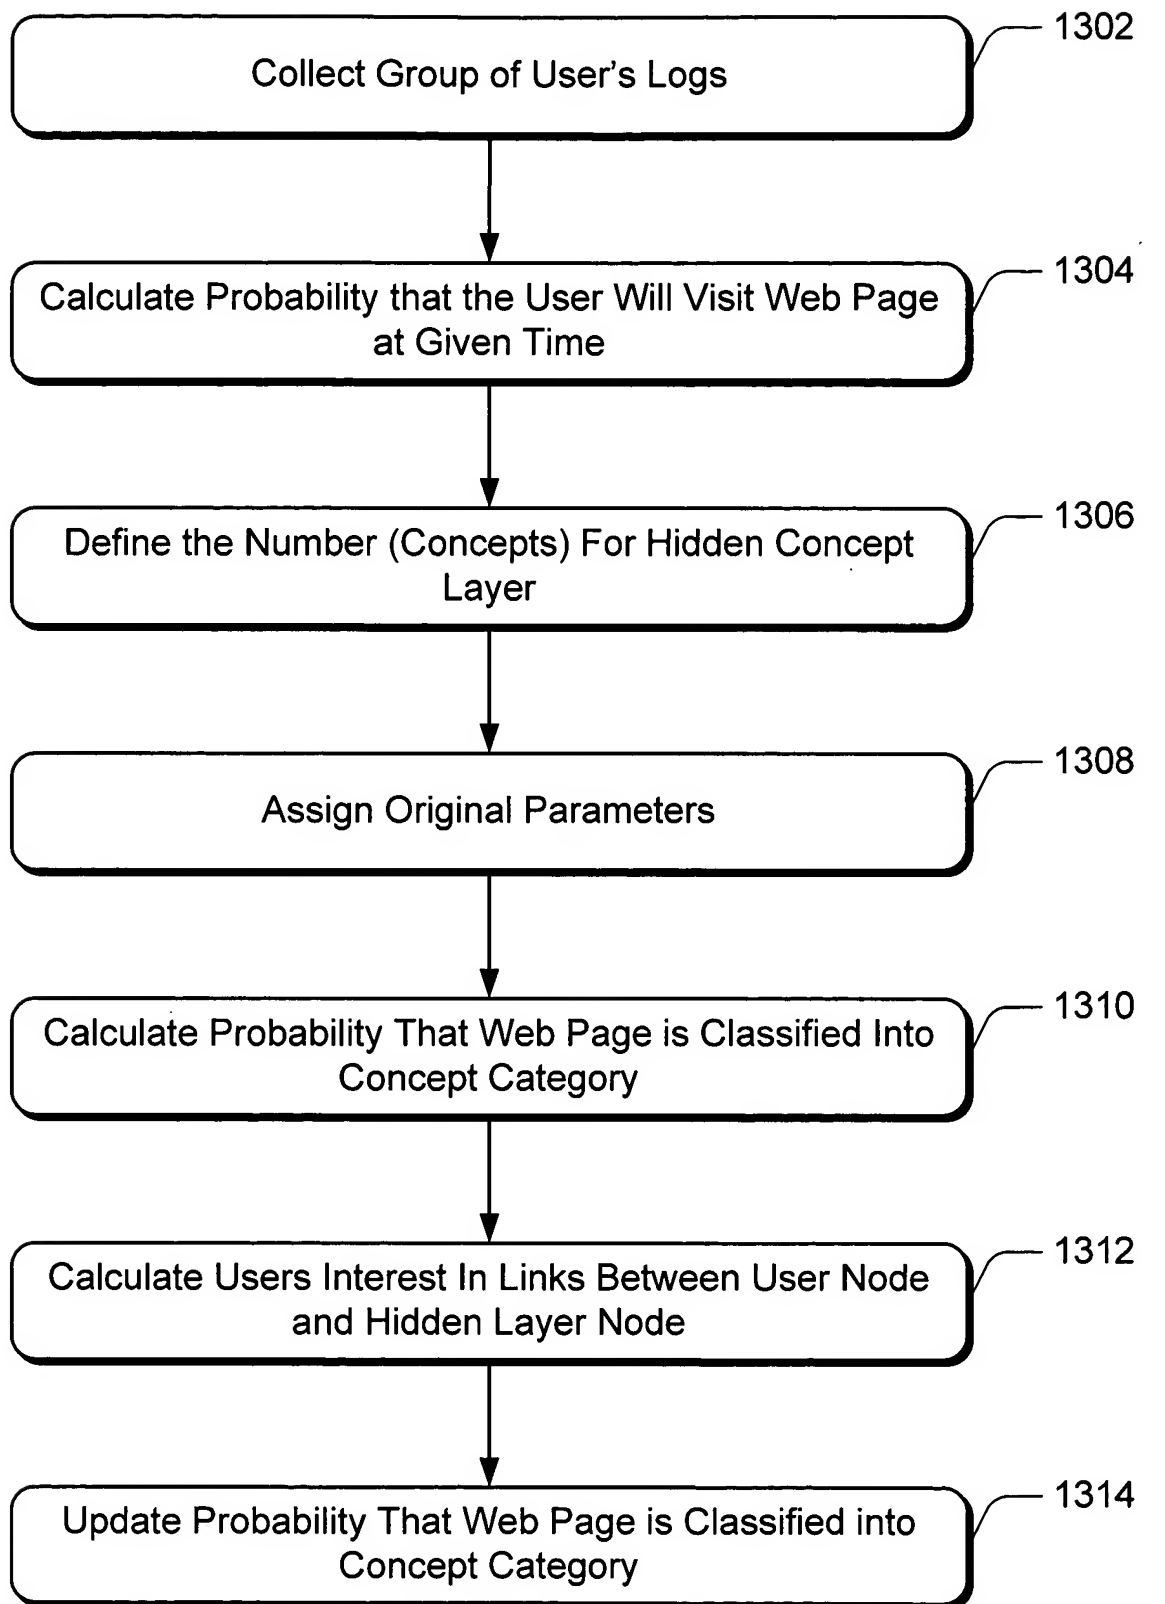 1302
Collect Group of User's Logs
1304
Calculate Probability that the User Will Visit Web Page
at Given Time
1306
Define the Number (Concepts) For Hidden Concept
Layer
1308
Assign Original Parameters
1310
Calculate Probability That Web Page is Classified Into
Concept Category
1312
Calculate Users Interest In Links Between User Node
and Hidden Layer Node
1314
Update Probability That Web Page is Classified into
Concept Category